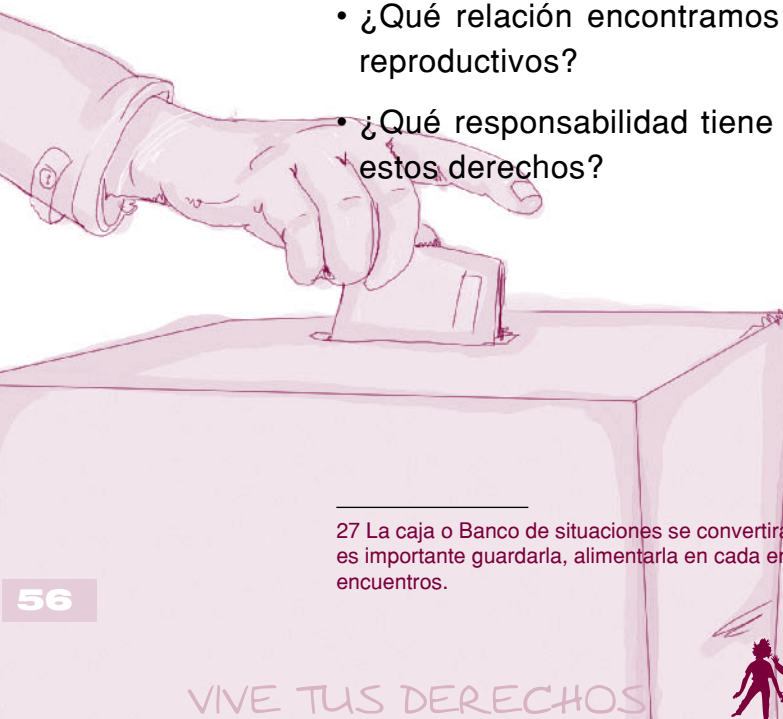 • ¿Qué relación encontramos
reproductivos?
• ¿Qué responsabilidad tiene
estos derechos?
27 La caja o Banco de situaciones se convertirá
es importante guardarla, alimentarla en cada
encuentros.
56
VIVE TUS DERECHOS